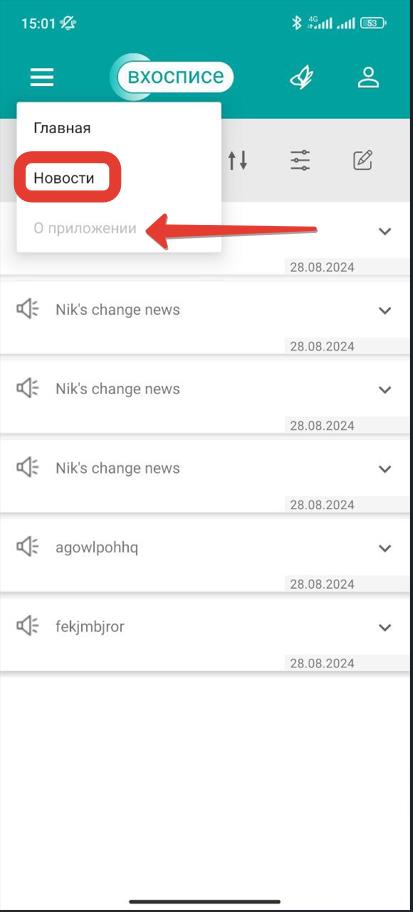 15:01
4G
53
вхосписе
Главная
Новости
О приложении
28.08.2024
Nik's change news
28.08.2024
Nik's change news
28.08.2024
Nik's change news
28.08.2024
agowlpohhq
28.08.2024
fekjmbjror
28.08.2024